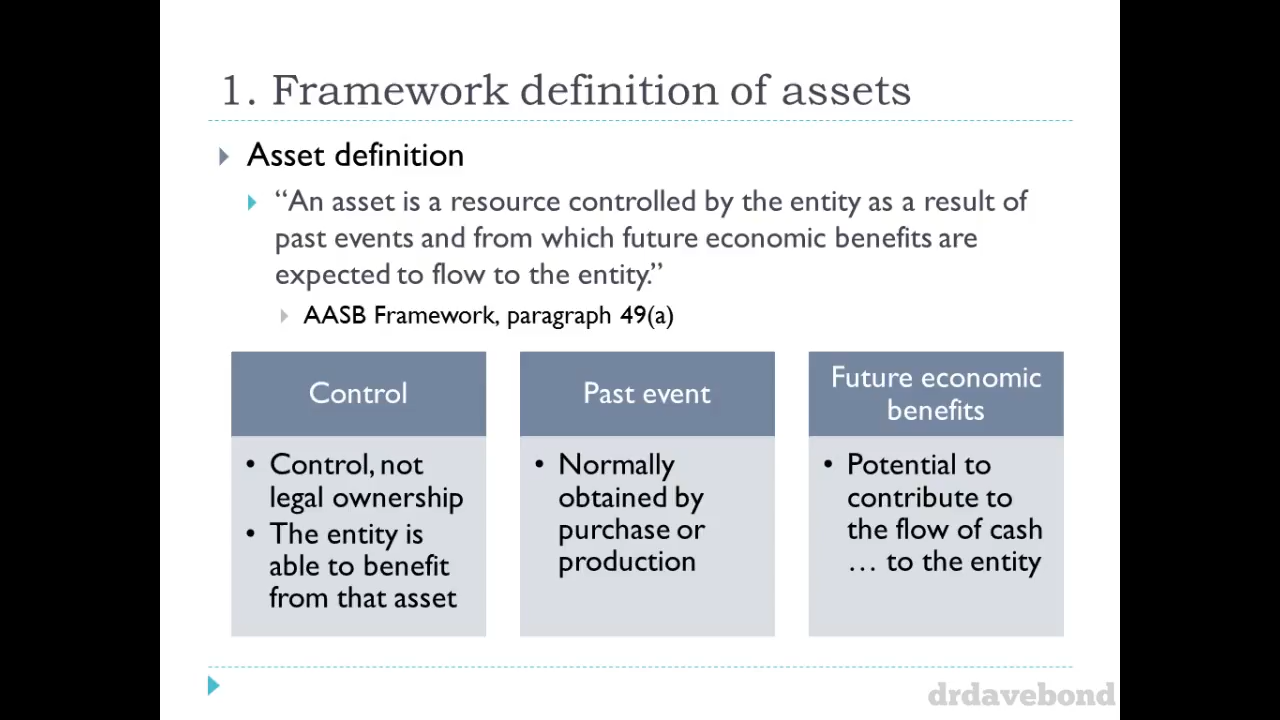 1. Framework definition of assets
Asset definition
“An asset is a resource controlled by the entity as a result of
past events and from which future economic benefits are
expected to flow to the entity.”
AASB Framework, paragraph 49(a)
Control
• Control, not
legal ownership
• The entity is
able to benefit
from that asset
Past event
• Normally
obtained by
purchase or
production
Future economic
benefits
• Potential to
contribute to
the flow of cash
… to the entity
drdavebond